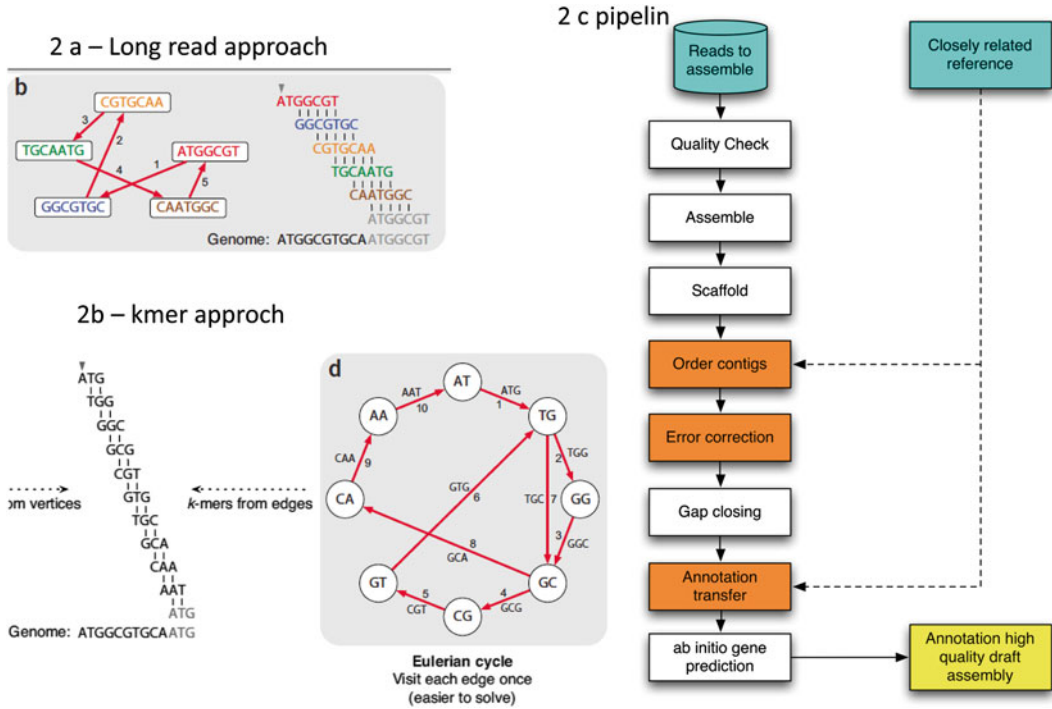 2 a – Long read approach
b
CGTGCAA
3
2
TGCAATG
ATGGCGT
1
4
5
GGCGTGC
CAATGGC
ATGGCGT
GGCGTGC
CGTGCAA
TGCAATG
CAATGGC
ATGGCGT
Genome: ATGGCGTGCAATGGCGT
2b – kmer approch
ATG
TGG
GGC
GCG
CGT
GTG
TGC
GCA
CAA
AAT
ATG
om vertices
k-mers from edges
Genome: ATGGCGTGCAATG
d
AT
AAT
10
ATG
1
AA
TG
CAA
9
2
TGG
GTG
6
TGC
7
CA
GG
3
GGC
8
GCA
GT
GC
5
CGT
4
GCG
CG
Eulerian cycle
Visit each edge once
(easier to solve)
2 c pipelin
Reads to
assemble
Closely related
reference
Quality Check
Assemble
Scaffold
Order contigs
Error correction
Gap closing
Annotation
transfer
ab initio gene
prediction
Annotation high
quality draft
assembly